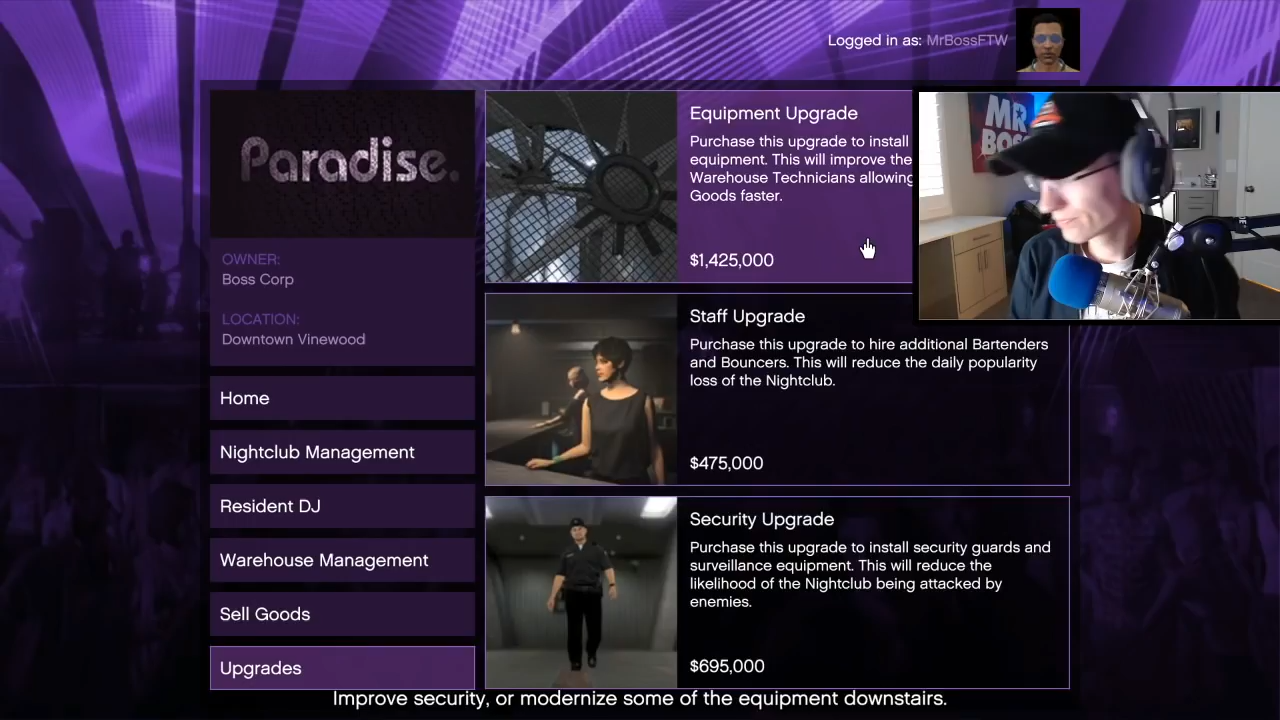 Logged in as: MrBossFTW
Paradise.
OWNER:
Boss Corp
LOCATION:
Downtown Vinewood
Home
Nightclub Management
Resident DJ
Warehouse Management
Sell Goods
Upgrades
Equipment Upgrade
Purchase this upgrade to install
equipment. This will improve the
Warehouse Technicians allowing
Goods faster.
$1,425,000
MR
BOSS
Staff Upgrade
Purchase this upgrade to hire additional Bartenders
and Bouncers. This will reduce the daily popularity
loss of the Nightclub.
$475,000
Security Upgrade
Purchase this upgrade to install security guards and
surveillance equipment. This will reduce the
likelihood of the Nightclub being attacked by
enemies.
$695,000
Improve security, or modernize some of the equipment downstairs.